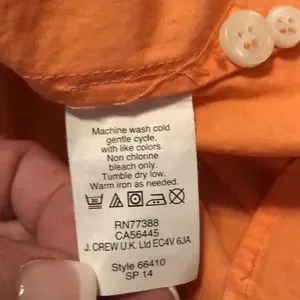 Machine wash cold
gentle cycle,
with like colors.
Non chlorine
bleach only.
Tumble dry low.
Warm iron as needed.
RN77388
CA56445
J. CREW U.K. Ltd EC4V 6JA
Style 66410
SP 14